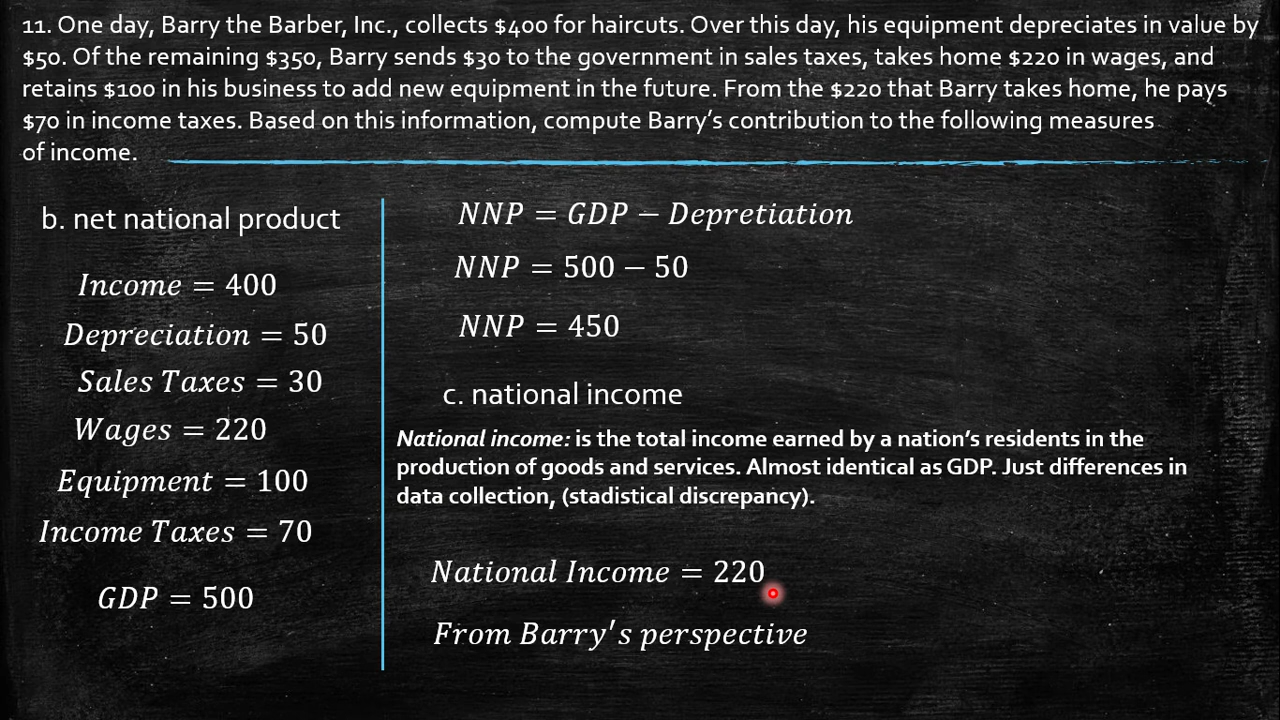 11. One day, Barry the Barber, Inc., collects $400 for haircuts. Over this day, his equipment depreciates in value by
$50. Of the remaining $350, Barry sends $30 to the government in sales taxes, takes home $220 in wages, and
retains $100 in his business to add new equipment in the future. From the $220 that Barry takes home, he pays
$70 in income taxes. Based on this information, compute Barry's contribution to the following measures
of income.
b. net national product
Income = 400
Depreciation = 50
Sales Taxes = 30
Wages = 220
Equipment = 100
Income Taxes = 70
GDP = 500
NNP = GDP − Depretiation
NNP = 500 − 50
NNP = 450
c. national income
National income: is the total income earned by a nation's residents in the
production of goods and services. Almost identical as GDP. Just differences in
data collection, (stadistical discrepancy).
National Income = 220
From Barry's perspective